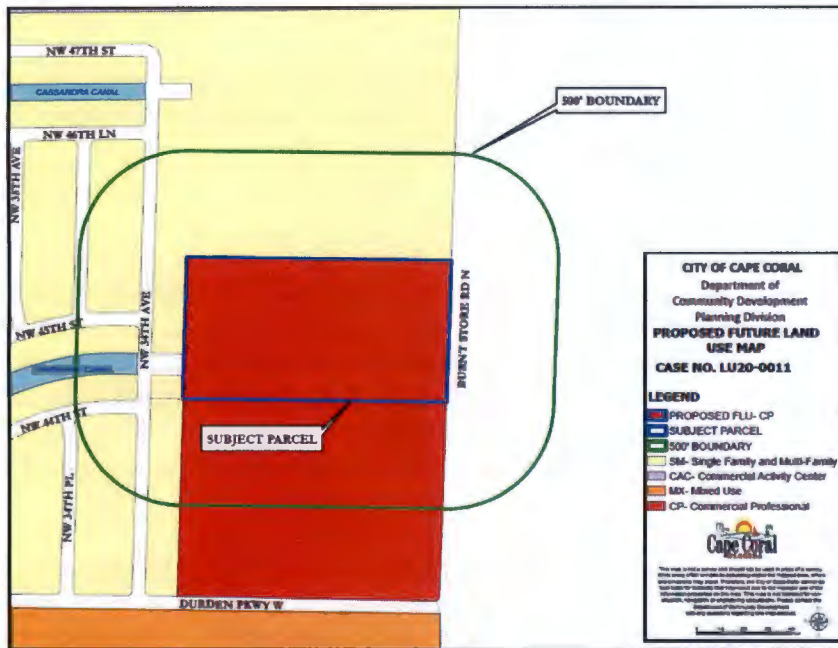 NW 47TH ST
CASSANDRA CANAL
500' BOUNDARY
NW 46TH LN
NW 35TH AVE
NW 34TH AVE
BURNT STORE RD N
NW 45TH ST
NW 44TH ST
SUBJECT PARCEL
NW 34TH PL
DURDEN PKWY W
CITY OF CAPE CORAL
Department of
Community Development
Planning Division
PROPOSED FUTURE LAND
USE MAP
CASE NO. LU20-0011
LEGEND
PROPOSED FLU- CP
SUBJECT PARCEL
500' BOUNDARY
SM- Single Family and Multi-Family
CAC- Commercial Activity Center
MX- Mixed Use
CP- Commercial Professional
Cape Coral